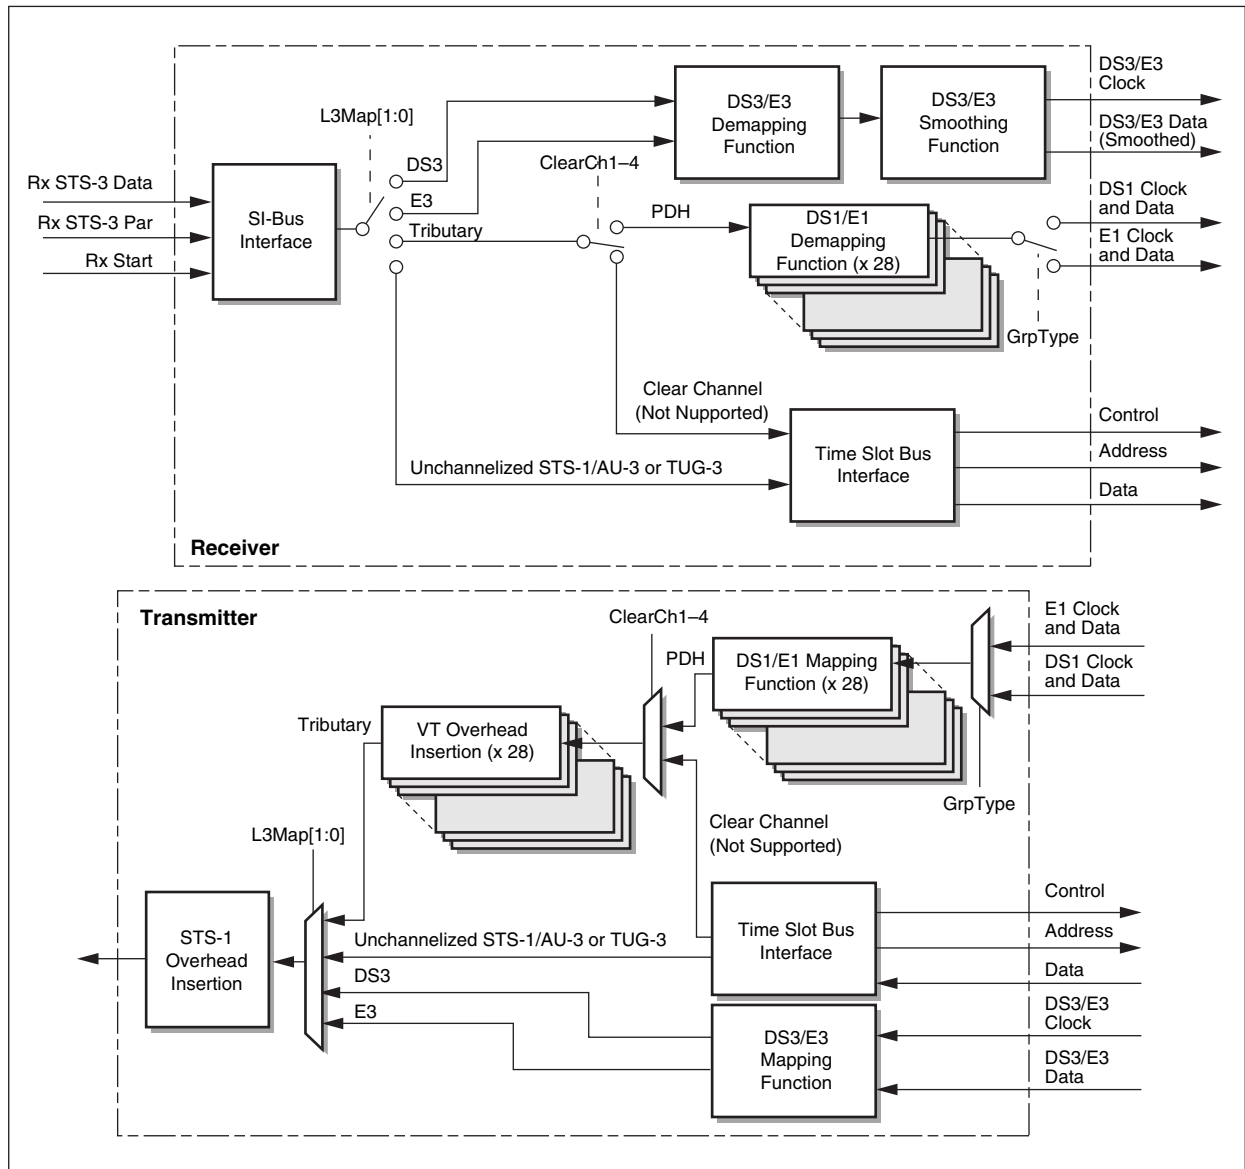 L3Map[1:0]
DS3
E3
Tributary
Rx STS-3 Data
Rx STS-3 Par
Rx Start
SI-Bus
Interface
ClearCh1–4
DS3/E3
Demapping
Function
DS3/E3
Smoothing
Function
DS3/E3
Clock
DS3/E3 Data
(Smoothed)
PDH
DS1/E1
Demapping
Function (x 28)
DS1 Clock
and Data
E1 Clock
and Data
GrpType
Clear Channel
(Not Nupported)
Unchannelized STS-1/AU-3 or TUG-3
Time Slot Bus
Interface
Control
Address
Data
Receiver
Transmitter
ClearCh1–4
PDH
DS1/E1 Mapping
Function (x 28)
E1 Clock
and Data
DS1 Clock
and Data
GrpType
Tributary
VT Overhead
Insertion (x 28)
Clear Channel
(Not Supported)
L3Map[1:0]
STS-1
Overhead
Insertion
Unchannelized STS-1/AU-3 or TUG-3
DS3
E3
Time Slot Bus
Interface
Control
Address
Data
DS3/E3
Mapping
Function
DS3/E3
Clock
DS3/E3
Data